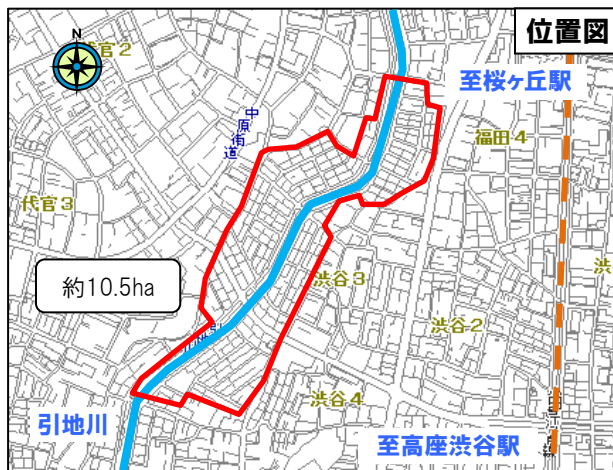 位置図
N
代官2
至桜ヶ丘駅
中原街道
福田4
代官3
渋
約10.5ha
渋谷3
渋谷2
引地川
渋谷4
至高座渋谷駅